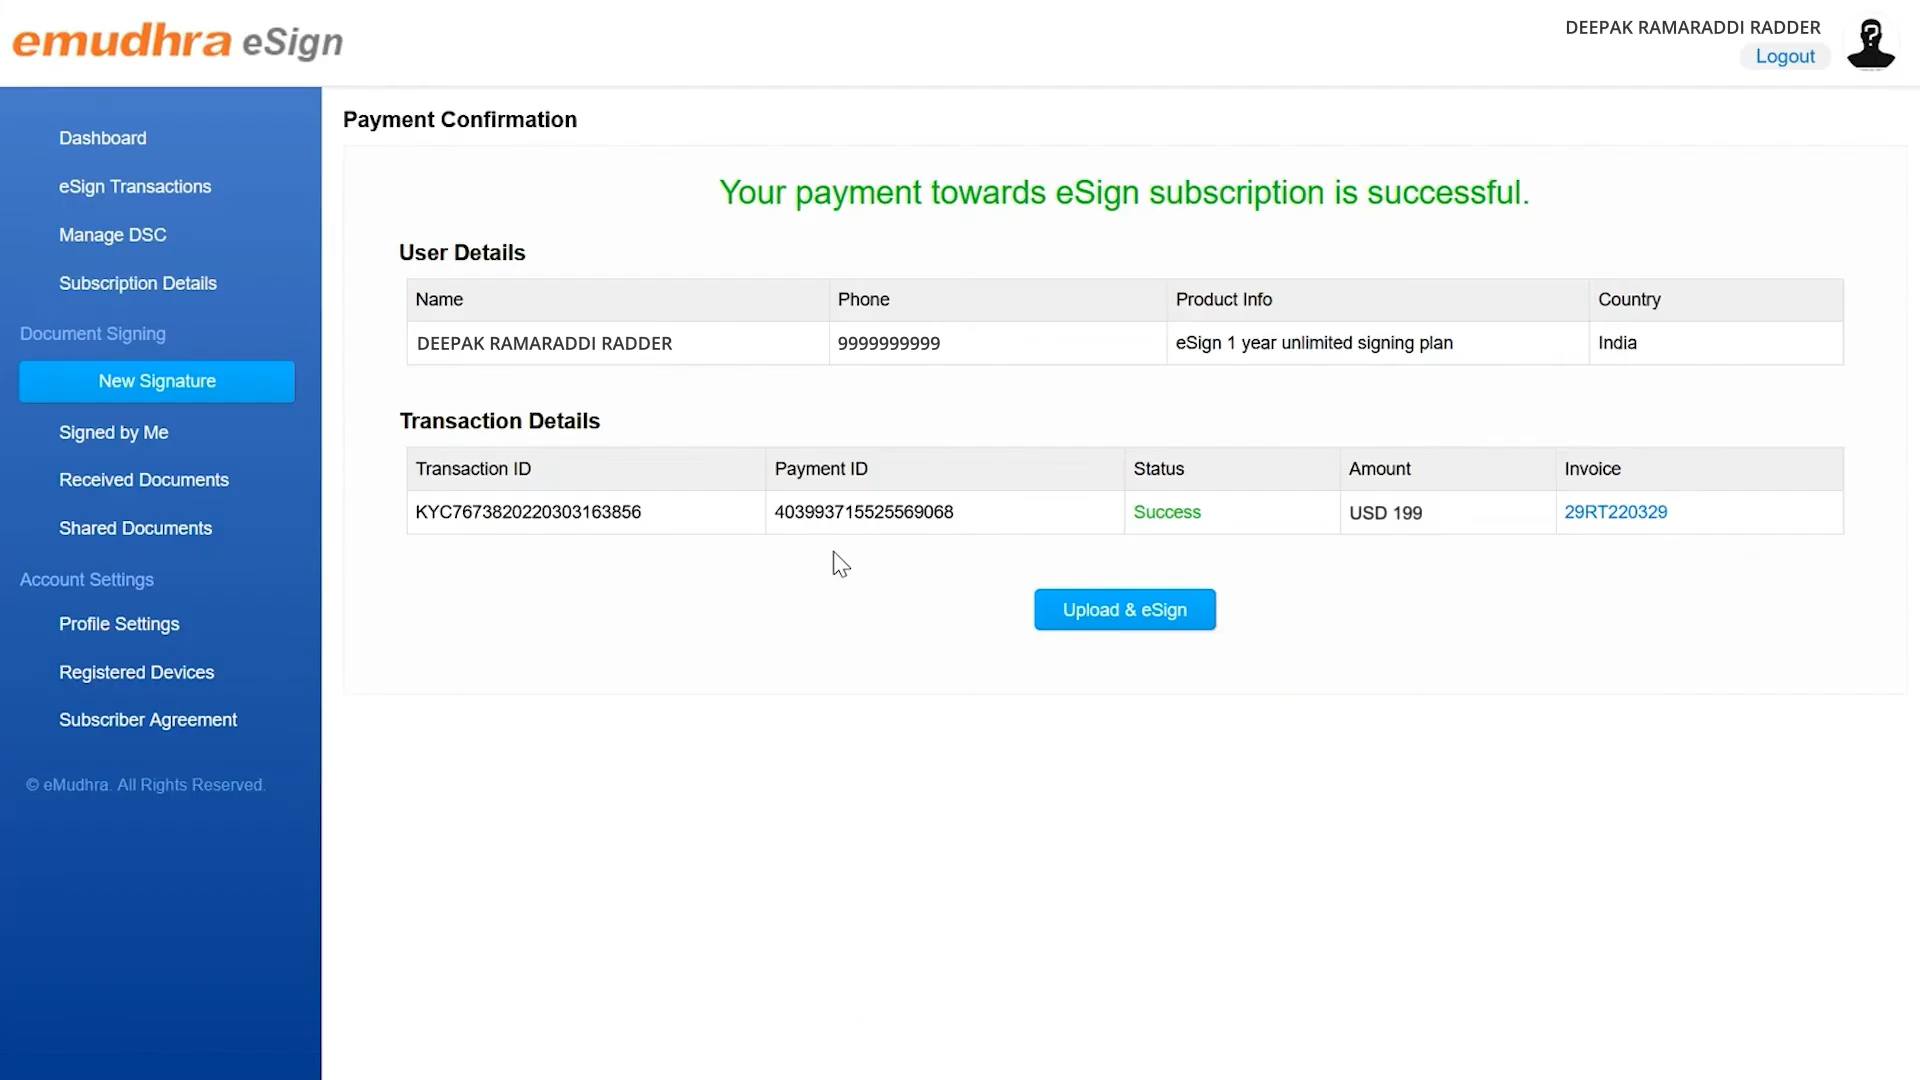 emudhra eSign
DEEPAK RAMARADDI RADDER
Logout
?
Dashboard
eSign Transactions
Manage DSC
Subscription Details
Document Signing
New Signature
Signed by Me
Received Documents
Shared Documents
Account Settings
Profile Settings
Registered Devices
Subscriber Agreement
© eMudhra. All Rights Reserved.
Payment Confirmation
Your payment towards eSign subscription is successful.
User Details
Name Phone Product Info Country
DEEPAK RAMARADDI RADDER 9999999999 eSign 1 year unlimited signing plan India
Transaction Details
Transaction ID Payment ID Status Amount Invoice
KYC7673820220303163856 403993715525569068 Success USD 199 29RT220329
Upload & eSign